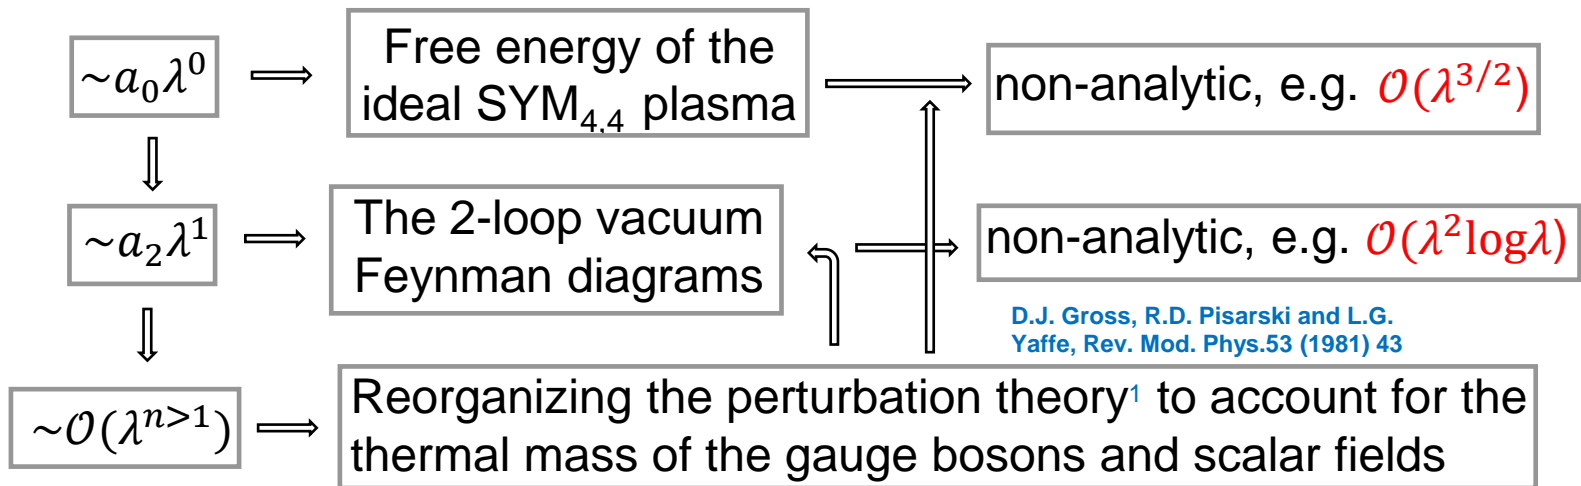 ~a₀λ⁰
Free energy of the
ideal SYM₄,₄ plasma
non-analytic, e.g. 𝒪(λ^{3/2})
~a₂λ¹
The 2-loop vacuum
Feynman diagrams
non-analytic, e.g. 𝒪(λ²logλ)
D.J. Gross, R.D. Pisarski and L.G.
Yaffe, Rev. Mod. Phys.53 (1981) 43
~𝒪(λ^{n>1})
Reorganizing the perturbation theory¹ to account for the
thermal mass of the gauge bosons and scalar fields